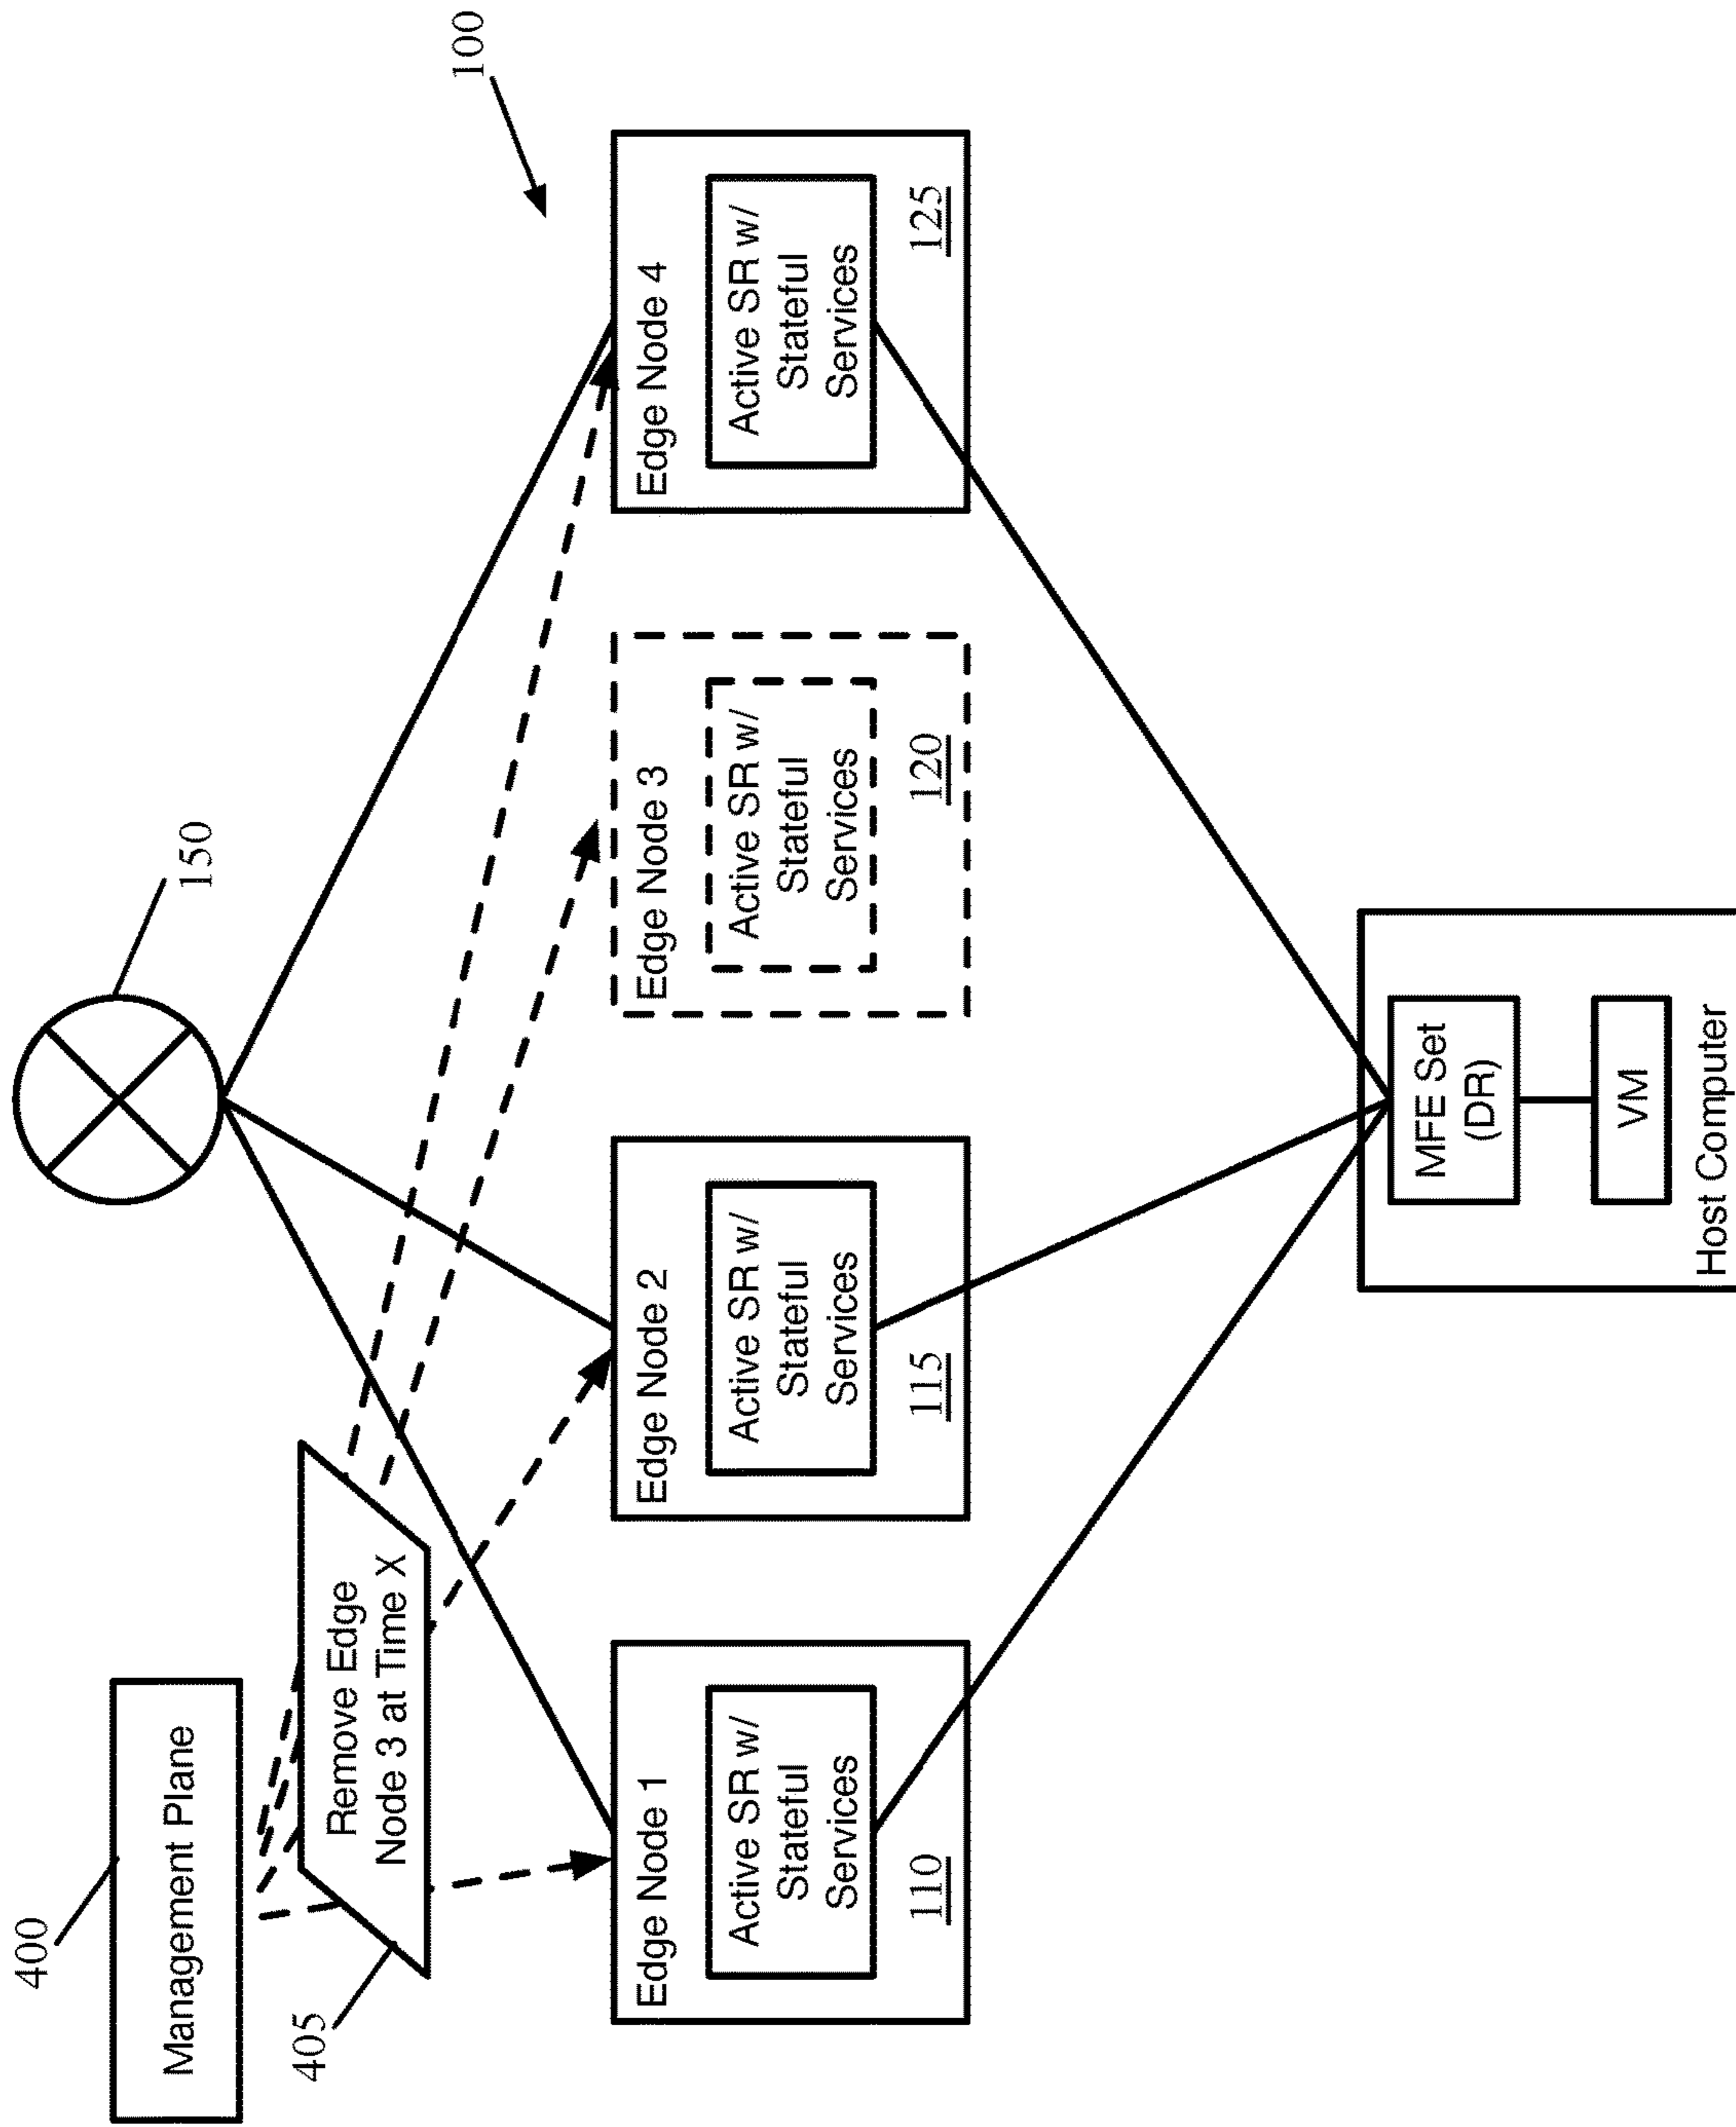 400
Management Plane
405
Remove Edge
Node 3 at Time X
150
100
Edge Node 1
Active SR w/
Stateful
Services
110
Edge Node 2
Active SR w/
Stateful
Services
115
Edge Node 3
Active SR w/
Stateful
Services
120
Edge Node 4
Active SR w/
Stateful
Services
125
MFE Set
(DR)
VM
Host Computer